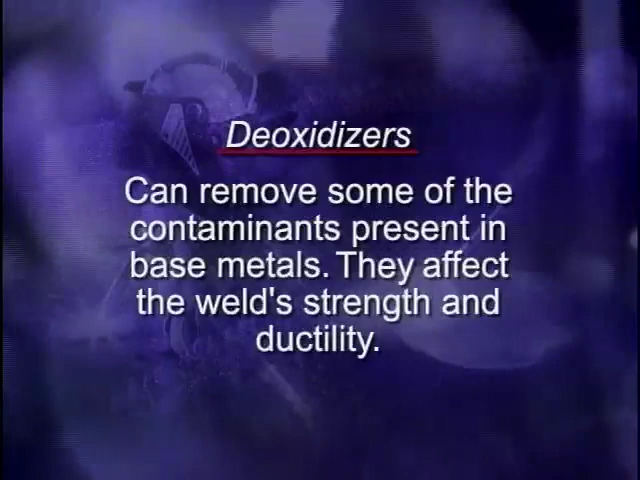 Deoxidizers
Can remove some of the
contaminants present in
base metals. They affect
the weld's strength and
ductility.